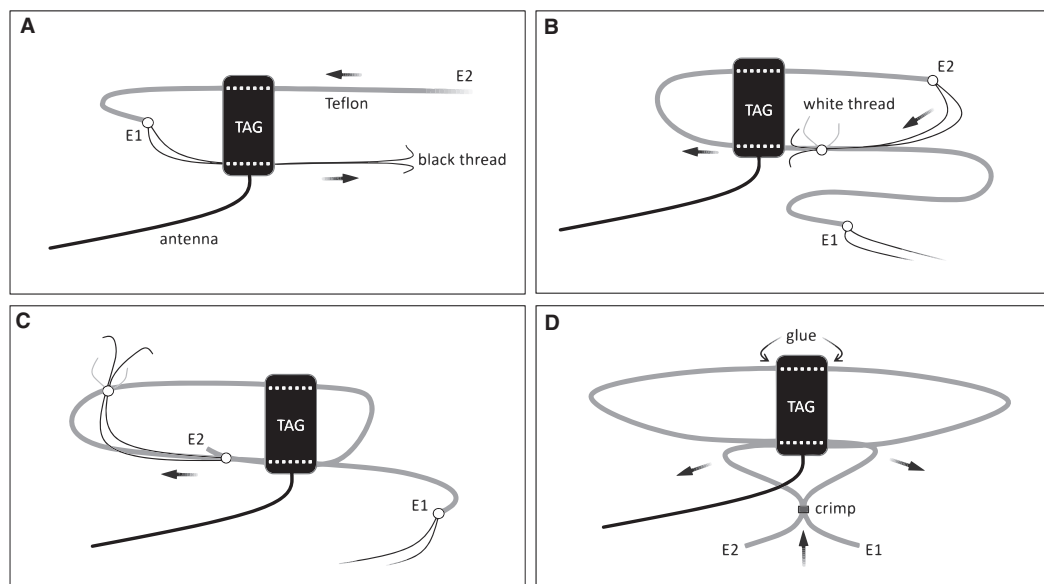 A
E2
Teflon
E1
TAG
black thread
antenna
B
E2
white thread
TAG
E1
C
E2
TAG
E1
D
glue
TAG
crimp
E2
E1